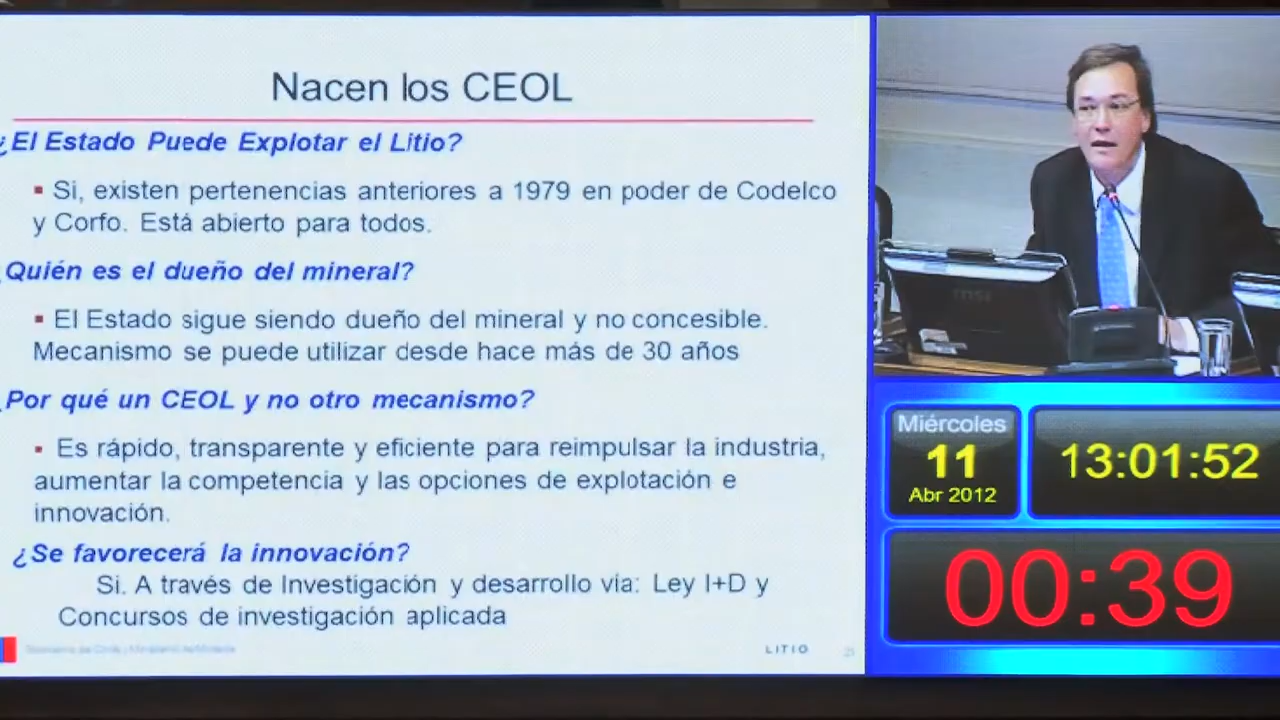 Nacen los CEOL
¿El Estado Puede Explotar el Litio?
Si, existen pertenencias anteriores a 1979 en poder de Codelco
y Corfo. Está abierto para todos.
¿Quién es el dueño del mineral?
El Estado sigue siendo dueño del mineral y no concesible.
Mecanismo se puede utilizar desde hace más de 30 años
¿Por qué un CEOL y no otro mecanismo?
Es rápido, transparente y eficiente para reimpulsar la industria,
aumentar la competencia y las opciones de explotación e
innovación.
¿Se favorecerá la innovación?
Si. A través de Investigación y desarrollo via: Ley I+D y
Concursos de investigación aplicada
LITIO
msi
Miércoles
11
Abr 2012
13:01:52
00:39